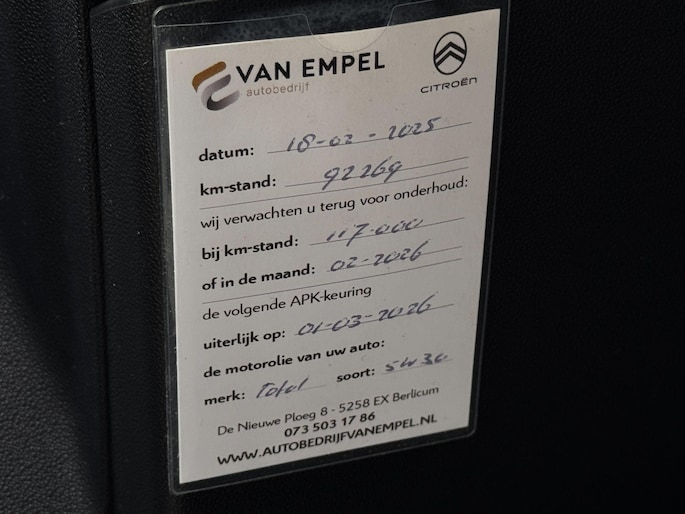 VAN EMPEL
autobedrijf
CITROËN
datum: 18-02-2025
km-stand: 92269
wij verwachten u terug voor onderhoud:
bij km-stand: 117-000
of in de maand: 02-2026
de volgende APK-keuring
uiterlijk op: 01-03-2026
de motorolie van uw auto:
merk: Total soort: 5W30
De Nieuwe Ploeg 8 - 5258 EX Berlicum
073 503 17 86
WWW.AUTOBEDRIJFVANEMPEL.NL